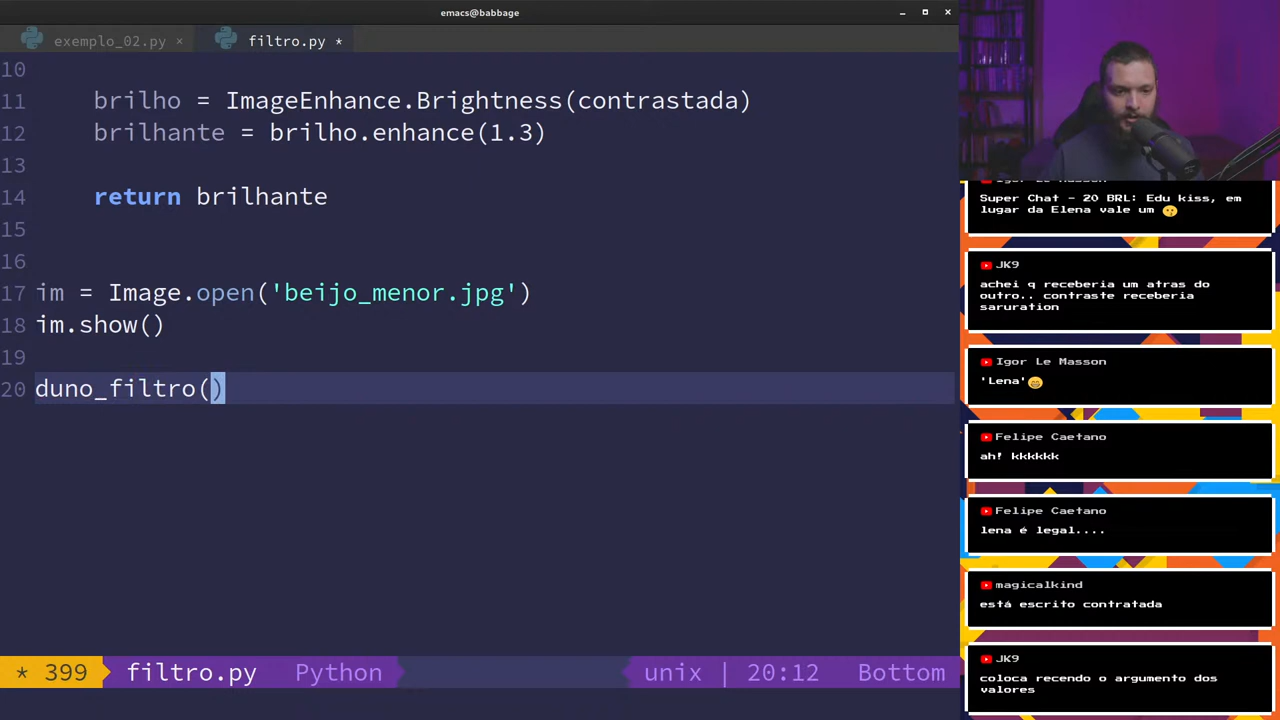 emacs@babbage
exemplo_02.py ×
filtro.py *
10
11 brilho = ImageEnhance.Brightness(contrastada)
12 brilhante = brilho.enhance(1.3)
13
14 return brilhante
15
16
17 im = Image.open('beijo_menor.jpg')
18 im.show()
19
20 duno_filtro()
* 399 filtro.py Python unix | 20:12 Bottom
Igor Le Masson
Super Chat - 20 BRL: Edu kiss, em
lugar da Elena vale um
JK9
achei q receberia um atras do
outro.. contraste receberia
saruration
Igor Le Masson
'Lena'
Felipe Caetano
ah! kkkkkk
Felipe Caetano
lena é legal....
magicalkind
está escrito contratada
JK9
coloca recendo o argumento dos
valores